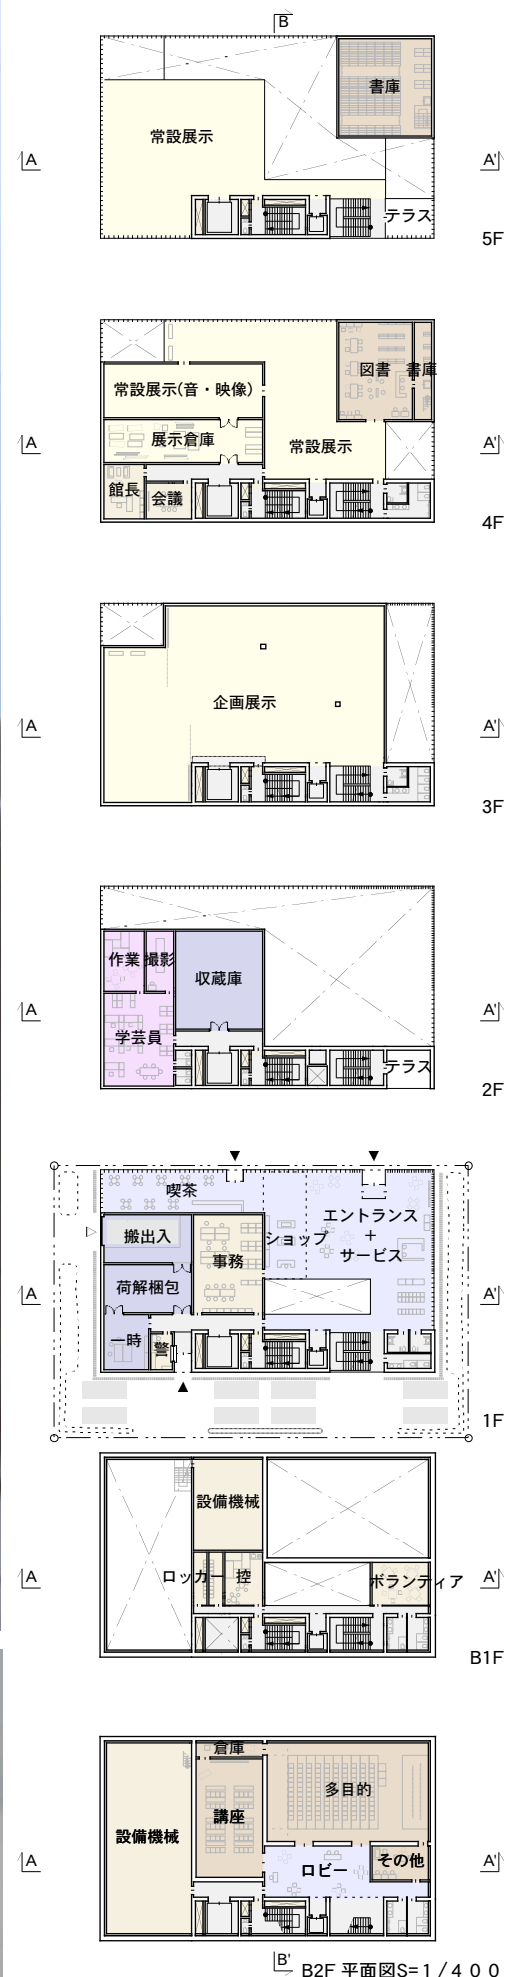 B
書庫
常設展示
A
A'
テラス
5F
図書 書庫
常設展示(音・映像)
展示倉庫
常設展示
A
A'
館長
会議
4F
企画展示
A
A'
3F
作業 撮影
収蔵庫
学芸員
A
A'
テラス
2F
喫茶
エントランス
+
サービス
ショップ
搬出入
事務
荷解梱包
A
A'
一時
警
1F
設備機械
ロッカー 控
ボランティア
A
A'
B1F
倉庫
多目的
講座
設備機械
ロビー
その他
A
A'
B'
B2F 平面図S=1/400